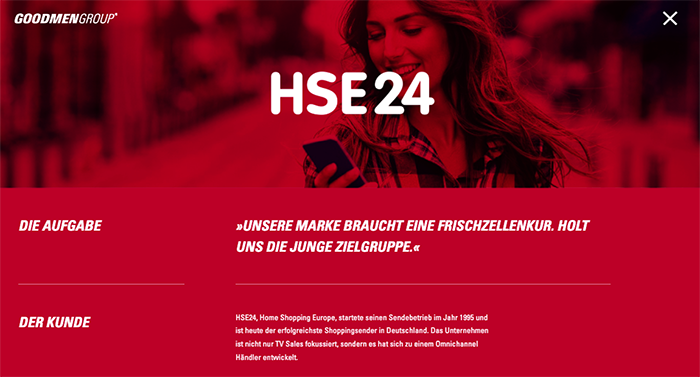 GOODMENGROUP*
HSE24
DIE AUFGABE
»UNSERE MARKE BRAUCHT EINE FRISCHZELLENKUR. HOLT
UNS DIE JUNGE ZIELGRUPPE.«
DER KUNDE
HSE24, Home Shopping Europe, startete seinen Sendebetrieb im Jahr 1995 und
ist heute der erfolgreichste Shoppingsender in Deutschland. Das Unternehmen
ist nicht nur TV Sales fokussiert, sondern es hat sich zu einem Omnichannel
Händler entwickelt.